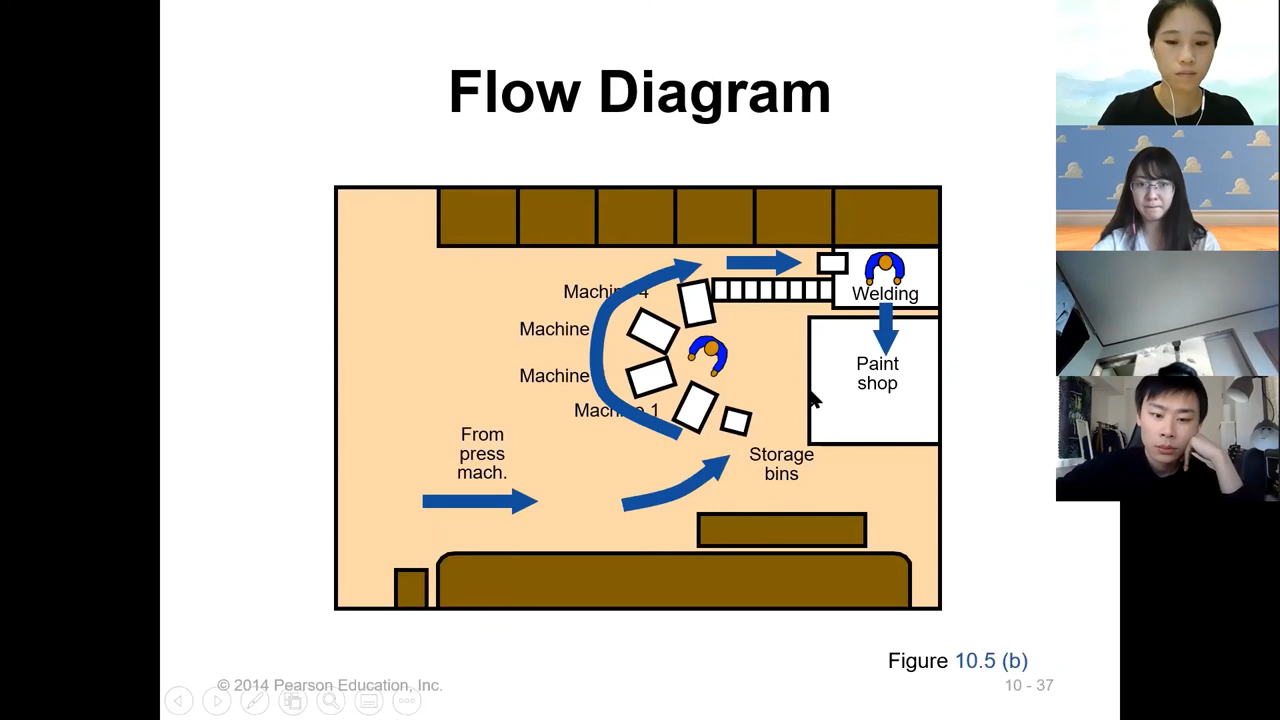 Flow Diagram
Machine 4
Machine
Machine
Machine 1
Welding
Paint
shop
From
press
mach.
Storage
bins
Figure 10.5 (b)
© 2014 Pearson Education, Inc.
10 - 37